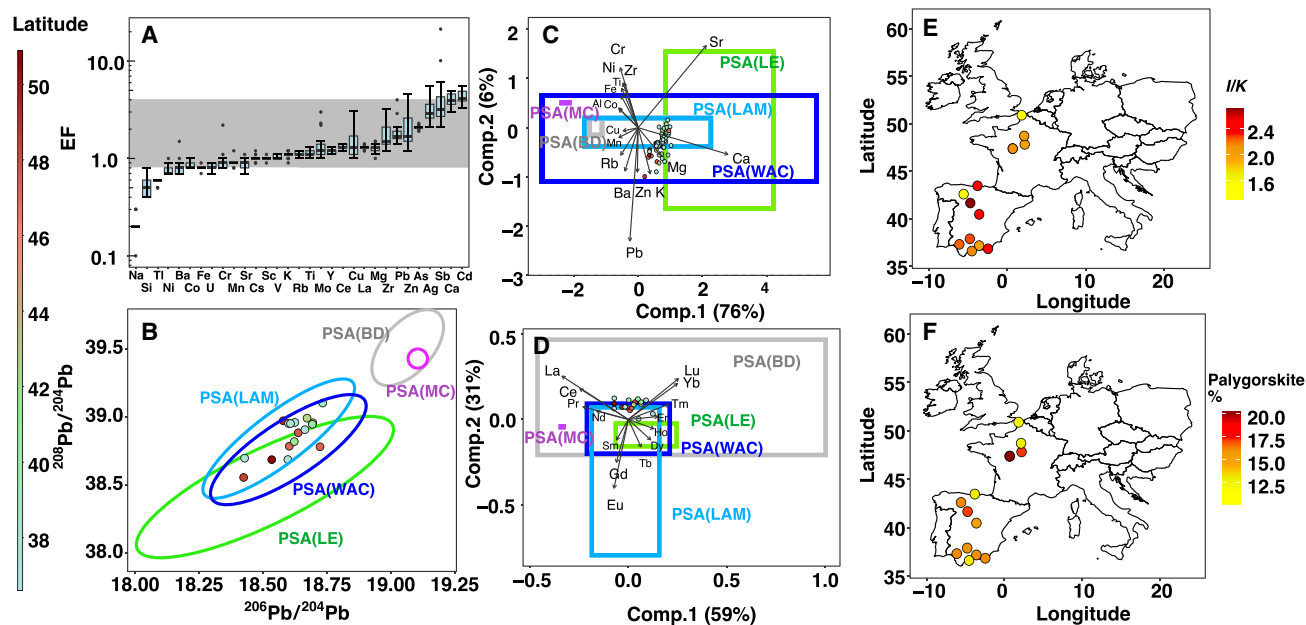 Latitude
50
48
46
44
42
40
38
A
EF
10.0
1.0
0.1
Na Tl Ba Fe Cr Sr Sc K Ti Y Cu Mg Pb As Sb Cd
Si Ni Co U Mn Cs V Rb Mo Ce La Zr Zn Ag Ca
B
208Pb/204Pb
39.5
39.0
38.5
38.0
PSA(BD)
PSA(MC)
PSA(LAM)
PSA(WAC)
PSA(LE)
18.00 18.25 18.50 18.75 19.00 19.25
206Pb/204Pb
C
Comp.2 (6%)
2
1
0
−1
−2
−3
Cr
Sr
Ni Zr
Ti
Fe
Al Co
Cu
Mn
Rb
Mg
Ca
Ba Zn K
Pb
PSA(LE)
PSA(MC)
PSA(LAM)
PSA(BD)
PSA(WAC)
−2 0 2 4
Comp.1 (76%)
D
Comp.2 (31%)
0.5
0.0
−0.5
La
Ce
Pr
Nd
Lu
Yb
Tm
Er
Ho
Dy
Sm
Tb
Gd
Eu
PSA(BD)
PSA(LE)
PSA(MC)
PSA(WAC)
PSA(LAM)
−0.5 0.0 0.5 1.0
Comp.1 (59%)
E
Latitude
60
55
50
45
40
35
−10 0 10 20
Longitude
I/K
2.4
2.0
1.6
F
Latitude
60
55
50
45
40
35
−10 0 10 20
Longitude
Palygorskite
%
20.0
17.5
15.0
12.5